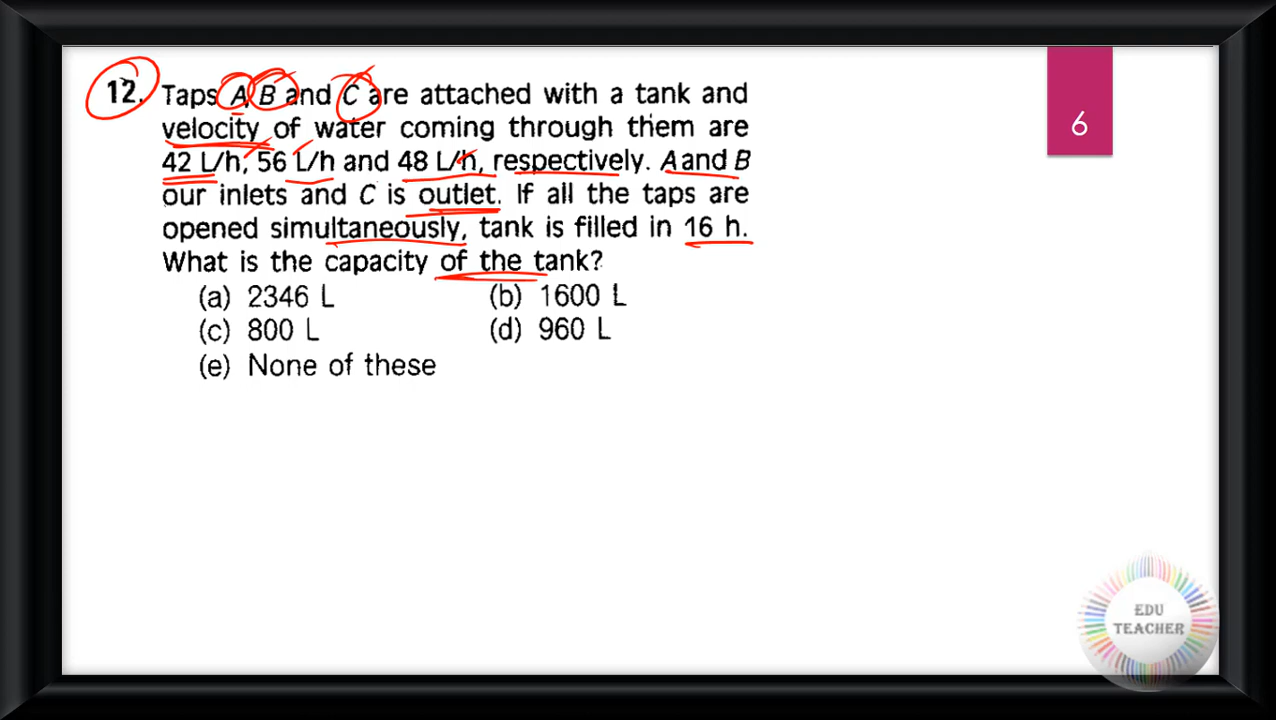 12. Taps A, B and C are attached with a tank and
velocity of water coming through them are
42 L/h, 56 L/h and 48 L/h, respectively. A and B
our inlets and C is outlet. If all the taps are
opened simultaneously, tank is filled in 16 h.
What is the capacity of the tank?
(a) 2346 L (b) 1600 L
(c) 800 L (d) 960 L
(e) None of these
6
EDU
TEACHER